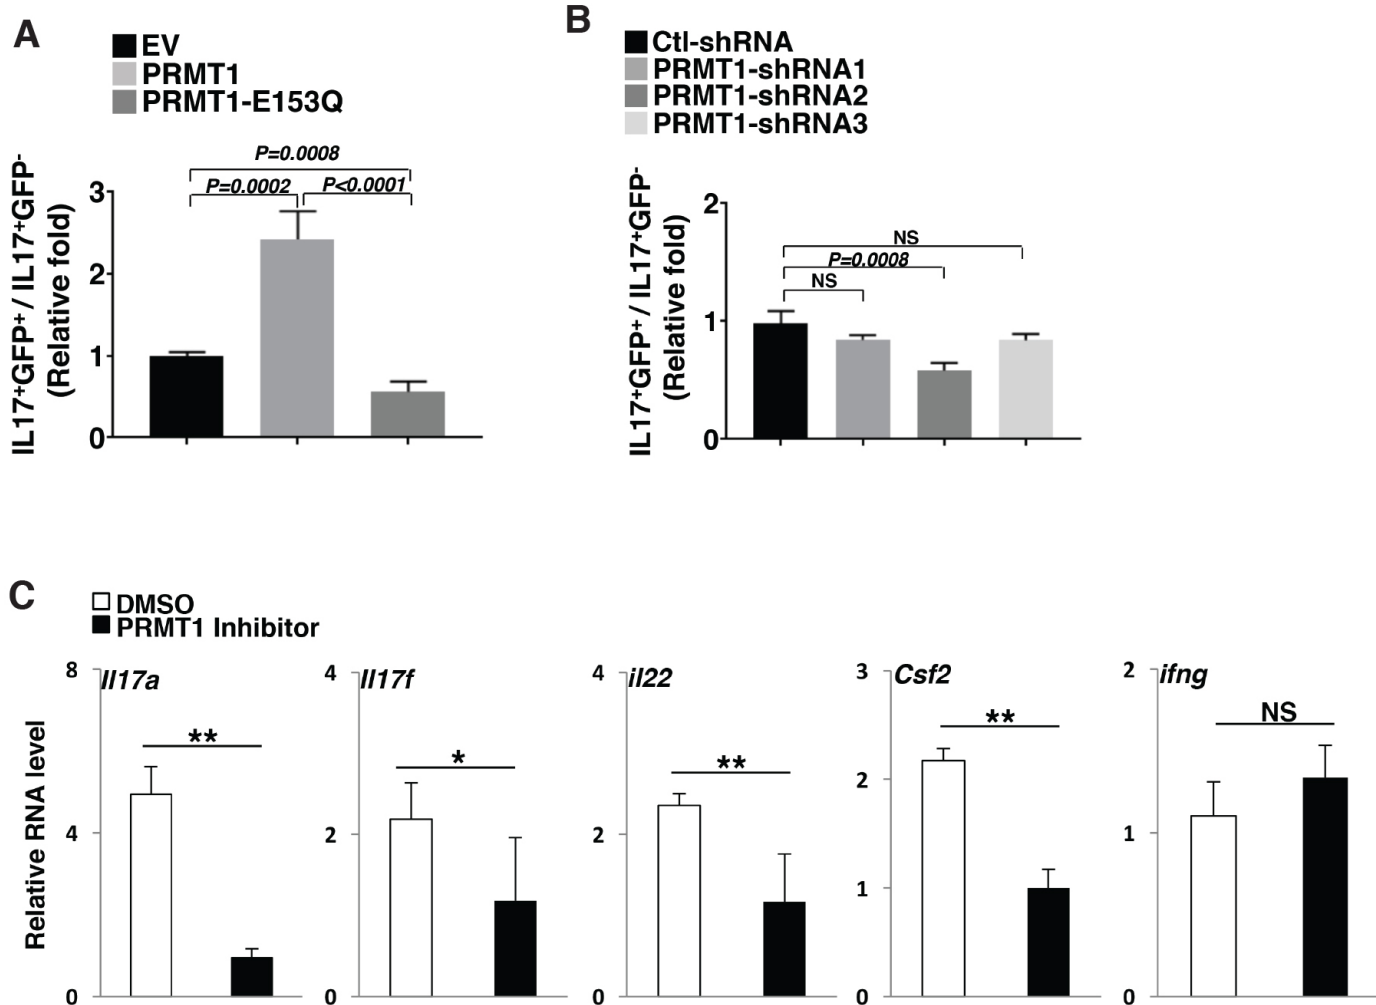 A
EV
PRMT1
PRMT1-E153Q
IL17+GFP+ / IL17+GFP-
(Relative fold)
P=0.0008
P=0.0002
P<0.0001
3
2
1
0
B
Ctl-shRNA
PRMT1-shRNA1
PRMT1-shRNA2
PRMT1-shRNA3
IL17+GFP+ / IL17+GFP-
(Relative fold)
NS
P=0.0008
NS
2
1
0
C
DMSO
PRMT1 Inhibitor
Relative RNA level
Il17a
8
4
0
**
Il17f
4
2
0
*
il22
4
2
0
**
Csf2
3
2
1
0
**
ifng
2
1
0
NS